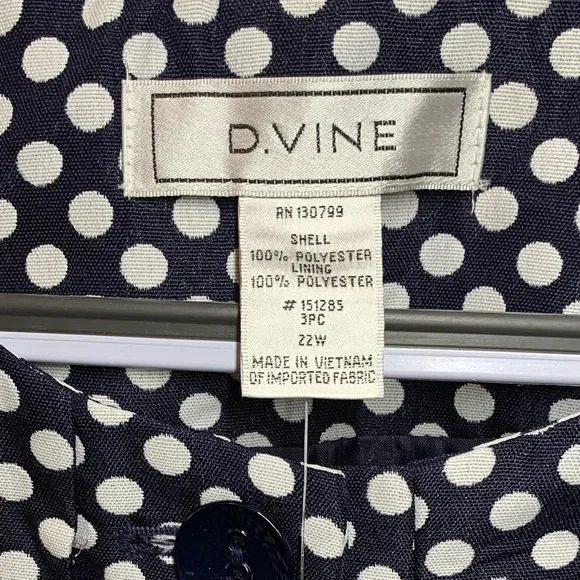 D.VINE
RN 130799
SHELL
100% POLYESTER
LINING
100% POLYESTER
# 151285
3PC
22W
MADE IN VIETNAM
OF IMPORTED FABRIC